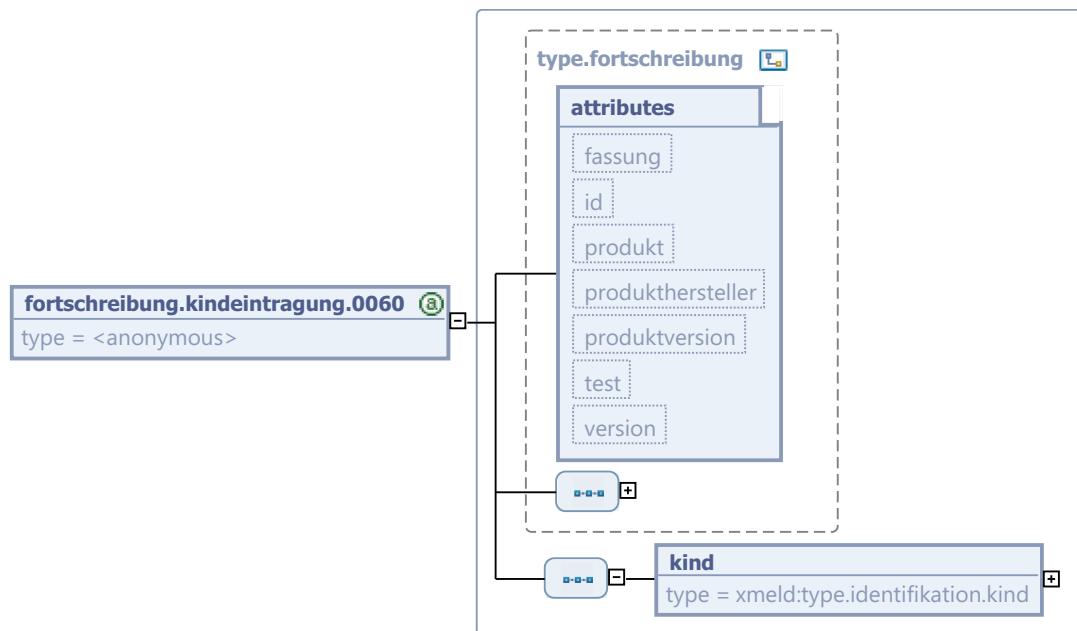 type.fortschreibung
attributes
fassung
id
produkt
produkthersteller
produktversion
test
version
fortschreibung.kindeintragung.0060 a
type = <anonymous>
kind
type = xmeld:type.identifikation.kind